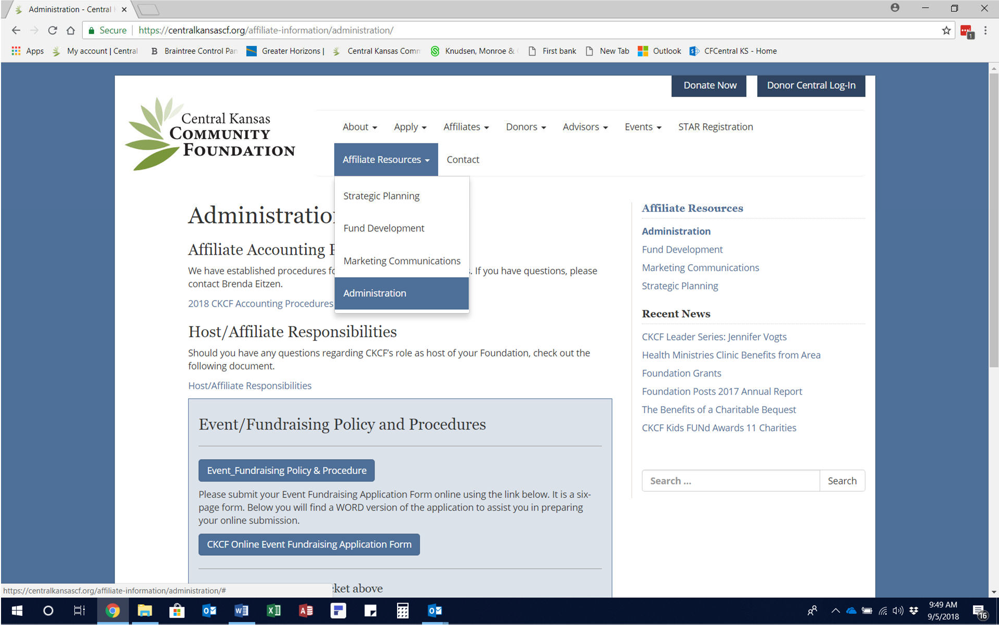 Administration - Central
Secure
https://centralkansascf.org/affiliate-information/administration/
1
Apps
My account | Central
B
Braintree Control Pan
Greater Horizons |
Central Kansas Comm
Knudsen, Monroe &
First bank
New Tab
Outlook
CFCentral KS - Home
Donate Now
Donor Central Log-In
Central Kansas
COMMUNITY
FOUNDATION
About
Apply
Affiliates
Donors
Advisors
Events
STAR Registration
Affiliate Resources
Contact
Strategic Planning
Fund Development
Marketing Communications
Administration
Administration
Affiliate Accounting
We have established procedures
. If you have questions, please
contact Brenda Eitzen.
2018 CKCF Accounting Procedures
Host/Affiliate Responsibilities
Should you have any questions regarding CKCF's role as host of your Foundation, check out the
following document.
Host/Affiliate Responsibilities
Event/Fundraising Policy and Procedures
Event_Fundraising Policy & Procedure
Please submit your Event Fundraising Application Form online using the link below. It is a six-
page form. Below you will find a WORD version of the application to assist you in preparing
your online submission.
CKCF Online Event Fundraising Application Form
ket above
Affiliate Resources
Administration
Fund Development
Marketing Communications
Strategic Planning
Recent News
CKCF Leader Series: Jennifer Vogts
Health Ministries Clinic Benefits from Area
Foundation Grants
Foundation Posts 2017 Annual Report
The Benefits of a Charitable Bequest
CKCF Kids FUNd Awards 11 Charities
Search ...
Search
https://centralkansascf.org/affiliate-information/administration/#
9:49 AM
9/5/2018
16